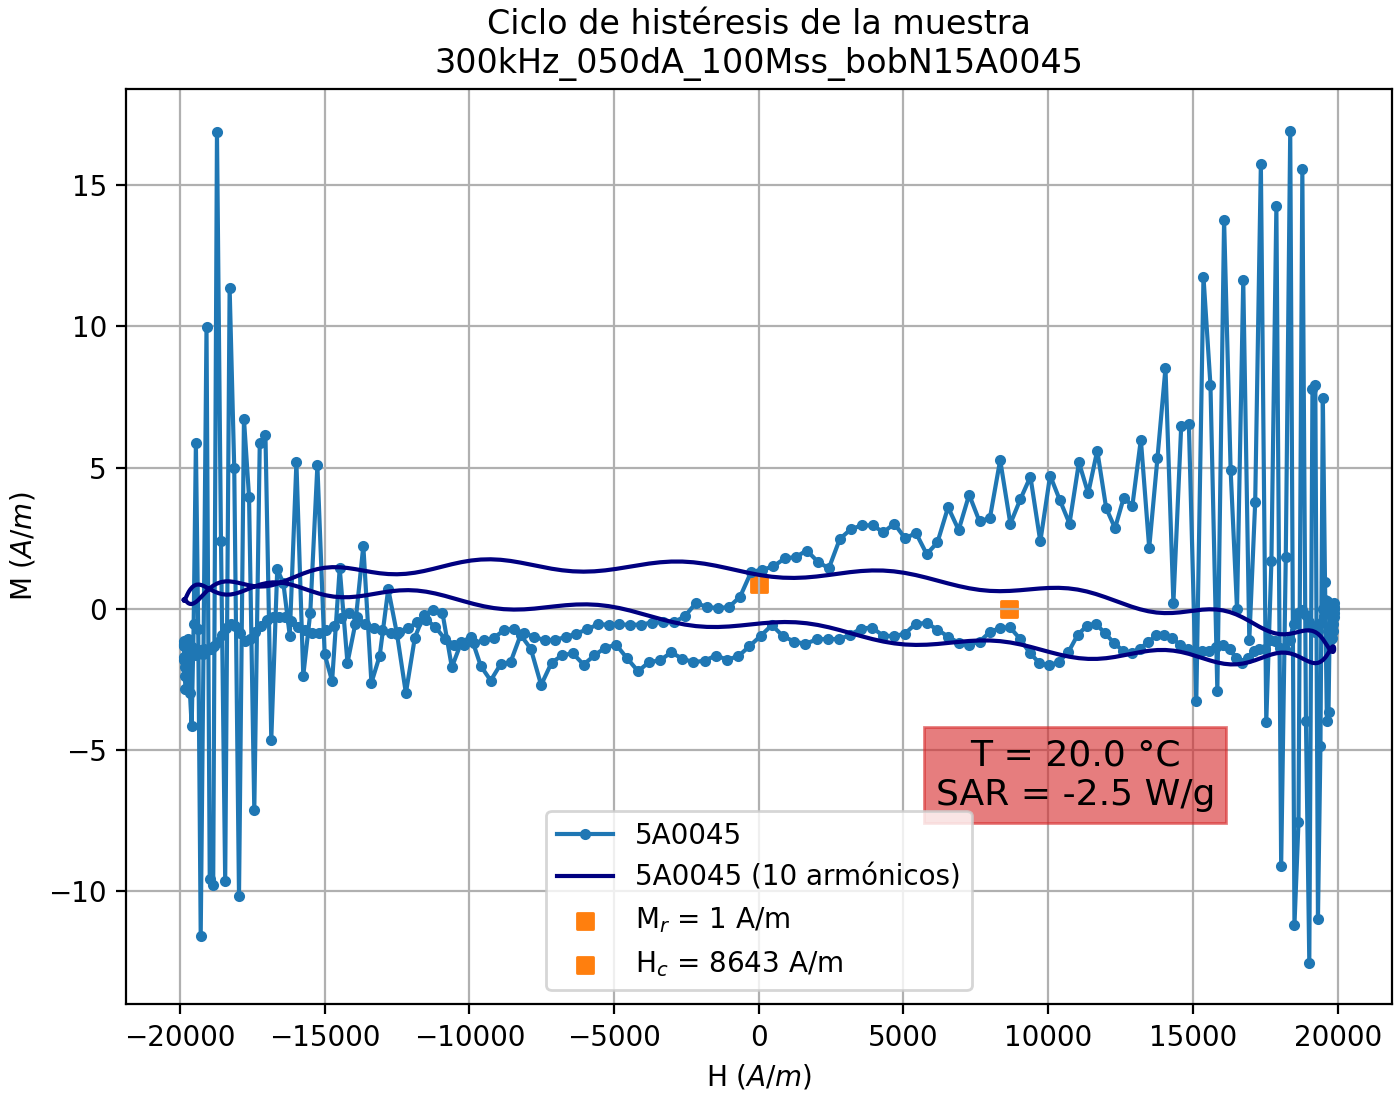 Ciclo de histéresis de la muestra
300kHz_050dA_100Mss_bobN15A0045
M (A/m)
15
10
5
0
−5
−10
T = 20.0 °C
SAR = -2.5 W/g
5A0045
5A0045 (10 armónicos)
Mᵣ = 1 A/m
H꜀ = 8643 A/m
−20000 −15000 −10000 −5000 0 5000 10000 15000 20000
H (A/m)